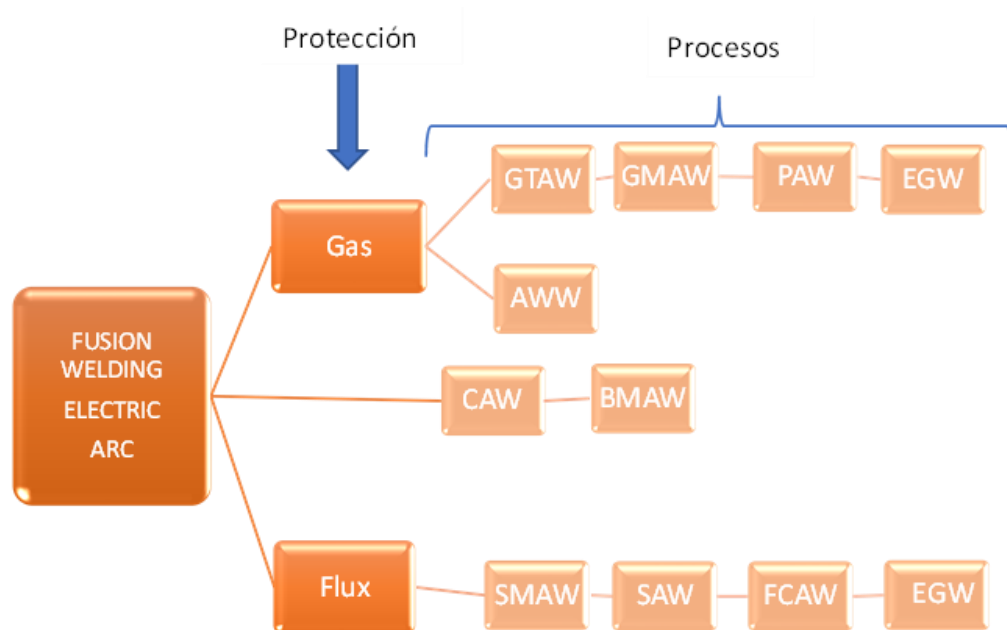 Protección
Procesos
GTAW
GMAW
PAW
EGW
Gas
AWW
FUSION
WELDING
ELECTRIC
ARC
CAW
BMAW
Flux
SMAW
SAW
FCAW
EGW